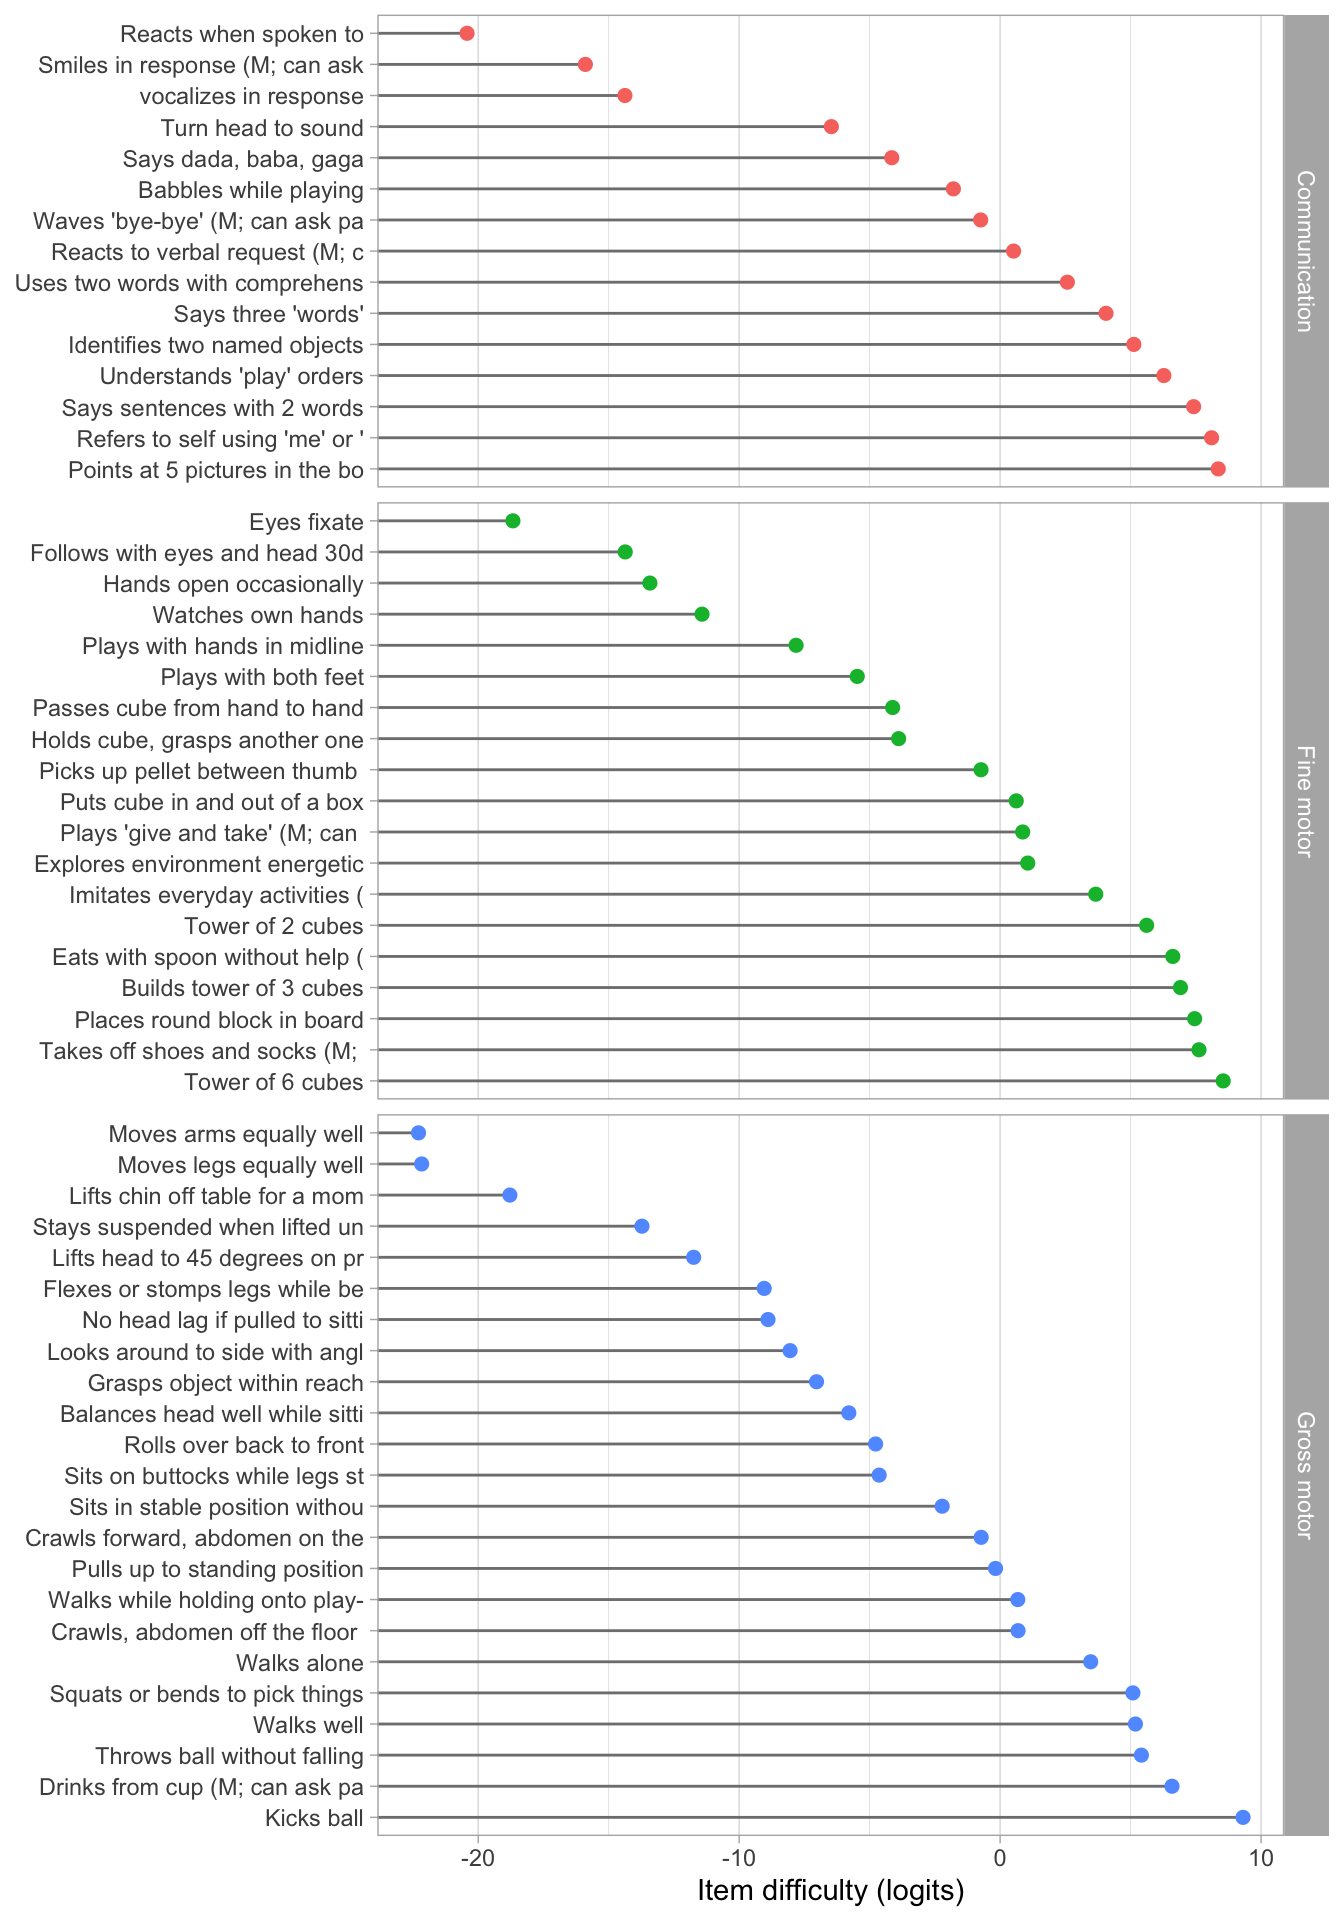 Reacts when spoken to
Smiles in response (M; can ask
vocalizes in response
Turn head to sound
Says dada, baba, gaga
Babbles while playing
Waves 'bye-bye' (M; can ask pa
Reacts to verbal request (M; c
Uses two words with comprehens
Says three 'words'
Identifies two named objects
Understands 'play' orders
Says sentences with 2 words
Refers to self using 'me' or '
Points at 5 pictures in the bo
Communication
Eyes fixate
Follows with eyes and head 30d
Hands open occasionally
Watches own hands
Plays with hands in midline
Plays with both feet
Passes cube from hand to hand
Holds cube, grasps another one
Picks up pellet between thumb
Puts cube in and out of a box
Plays 'give and take' (M; can
Explores environment energetic
Imitates everyday activities (
Tower of 2 cubes
Eats with spoon without help (
Builds tower of 3 cubes
Places round block in board
Takes off shoes and socks (M;
Tower of 6 cubes
Fine motor
Moves arms equally well
Moves legs equally well
Lifts chin off table for a mom
Stays suspended when lifted un
Lifts head to 45 degrees on pr
Flexes or stomps legs while be
No head lag if pulled to sitti
Looks around to side with angl
Grasps object within reach
Balances head well while sitti
Rolls over back to front
Sits on buttocks while legs st
Sits in stable position withou
Crawls forward, abdomen on the
Pulls up to standing position
Walks while holding onto play-
Crawls, abdomen off the floor
Walks alone
Squats or bends to pick things
Walks well
Throws ball without falling
Drinks from cup (M; can ask pa
Kicks ball
Gross motor
-20 -10 0 10
Item difficulty (logits)